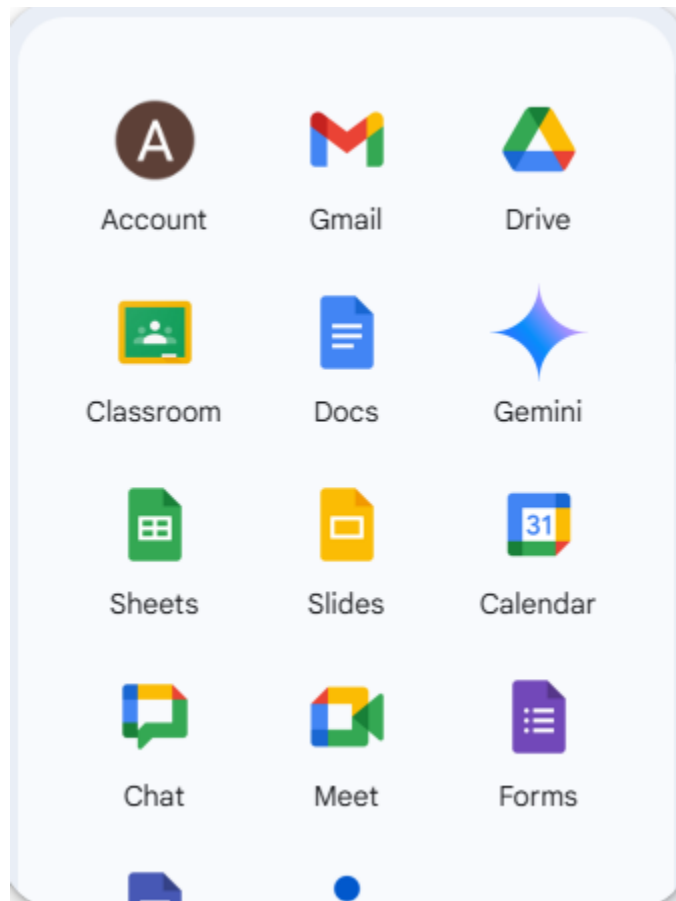 A
Account Gmail Drive
Classroom Docs Gemini
31
Sheets Slides Calendar
Chat Meet Forms